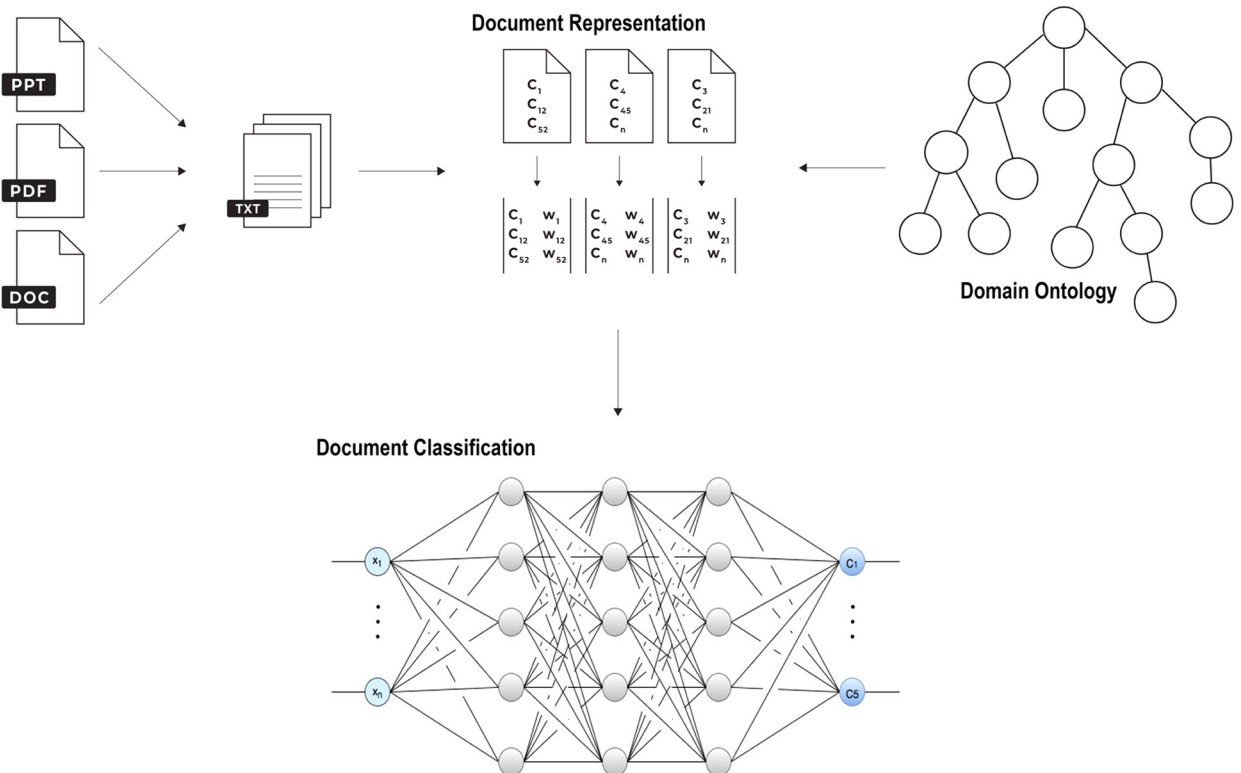 Document Representation
PPT
PDF
DOC
TXT
C1
C12
C52
C4
C45
Cn
C3
C21
Cn
C1 w1
C12 w12
C52 w52
C4 w4
C45 w45
Cn wn
C3 w3
C21 w21
Cn wn
Domain Ontology
Document Classification
x1
xn
C1
C5